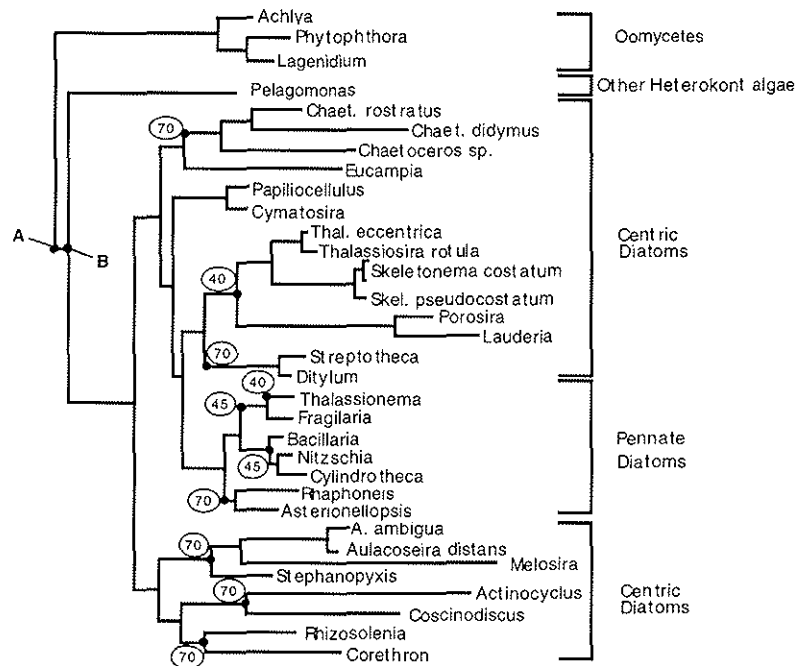 Achlya
Phytophthora
Lagenidium
Oomycetes
Pelagomonas
Other Heterokont algae
Chaet. rostratus
70
Chaet. didymus
Chaetoceros sp.
Eucampia
Papiliocellulus
Cymatosira
A
B
Thal. eccentrica
Thalassiosira rotula
Centric
Diatoms
Skeletonema costatum
40
Skel. pseudocostatum
Porosira
Lauderia
70
Streptotheca
Ditylum
40
Thalassionema
45
Fragilaria
Bacillaria
Pennate
Diatoms
Nitzschia
45
Cylindrotheca
Rhaphoneis
70
Asterionellopsis
A. ambigua
70
Aulacoseira distans
Melosira
Stephanopyxis
70
Actinocyclus
Centric
Diatoms
Coscinodiscus
Rhizosolenia
70
Corethron